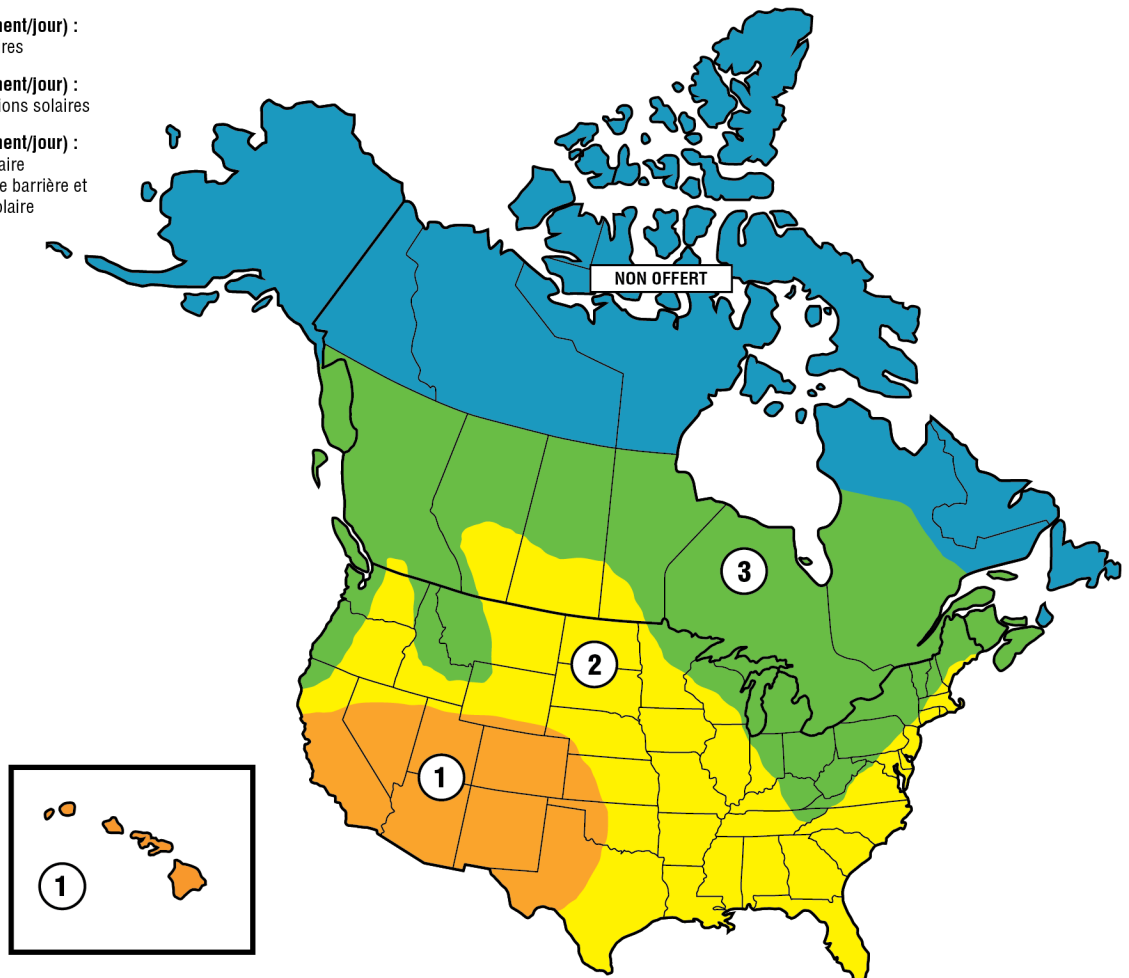 ment/jour) :
res
ment/jour) :
ions solaires
ment/jour) :
aire
e barrière et
olaire
NON OFFERT
3
2
1
1